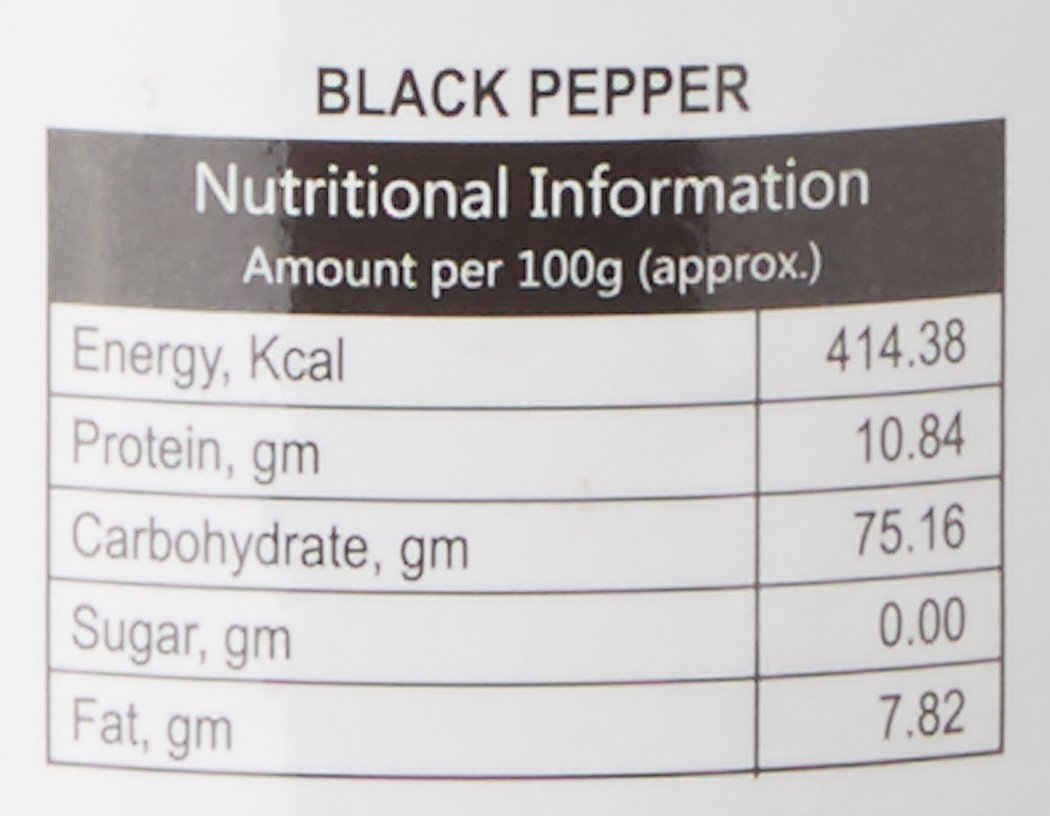 BLACK PEPPER
Nutritional Information
Amount per 100g (approx.)
Energy, Kcal 414.38
Protein, gm 10.84
Carbohydrate, gm 75.16
Sugar, gm 0.00
Fat, gm 7.82